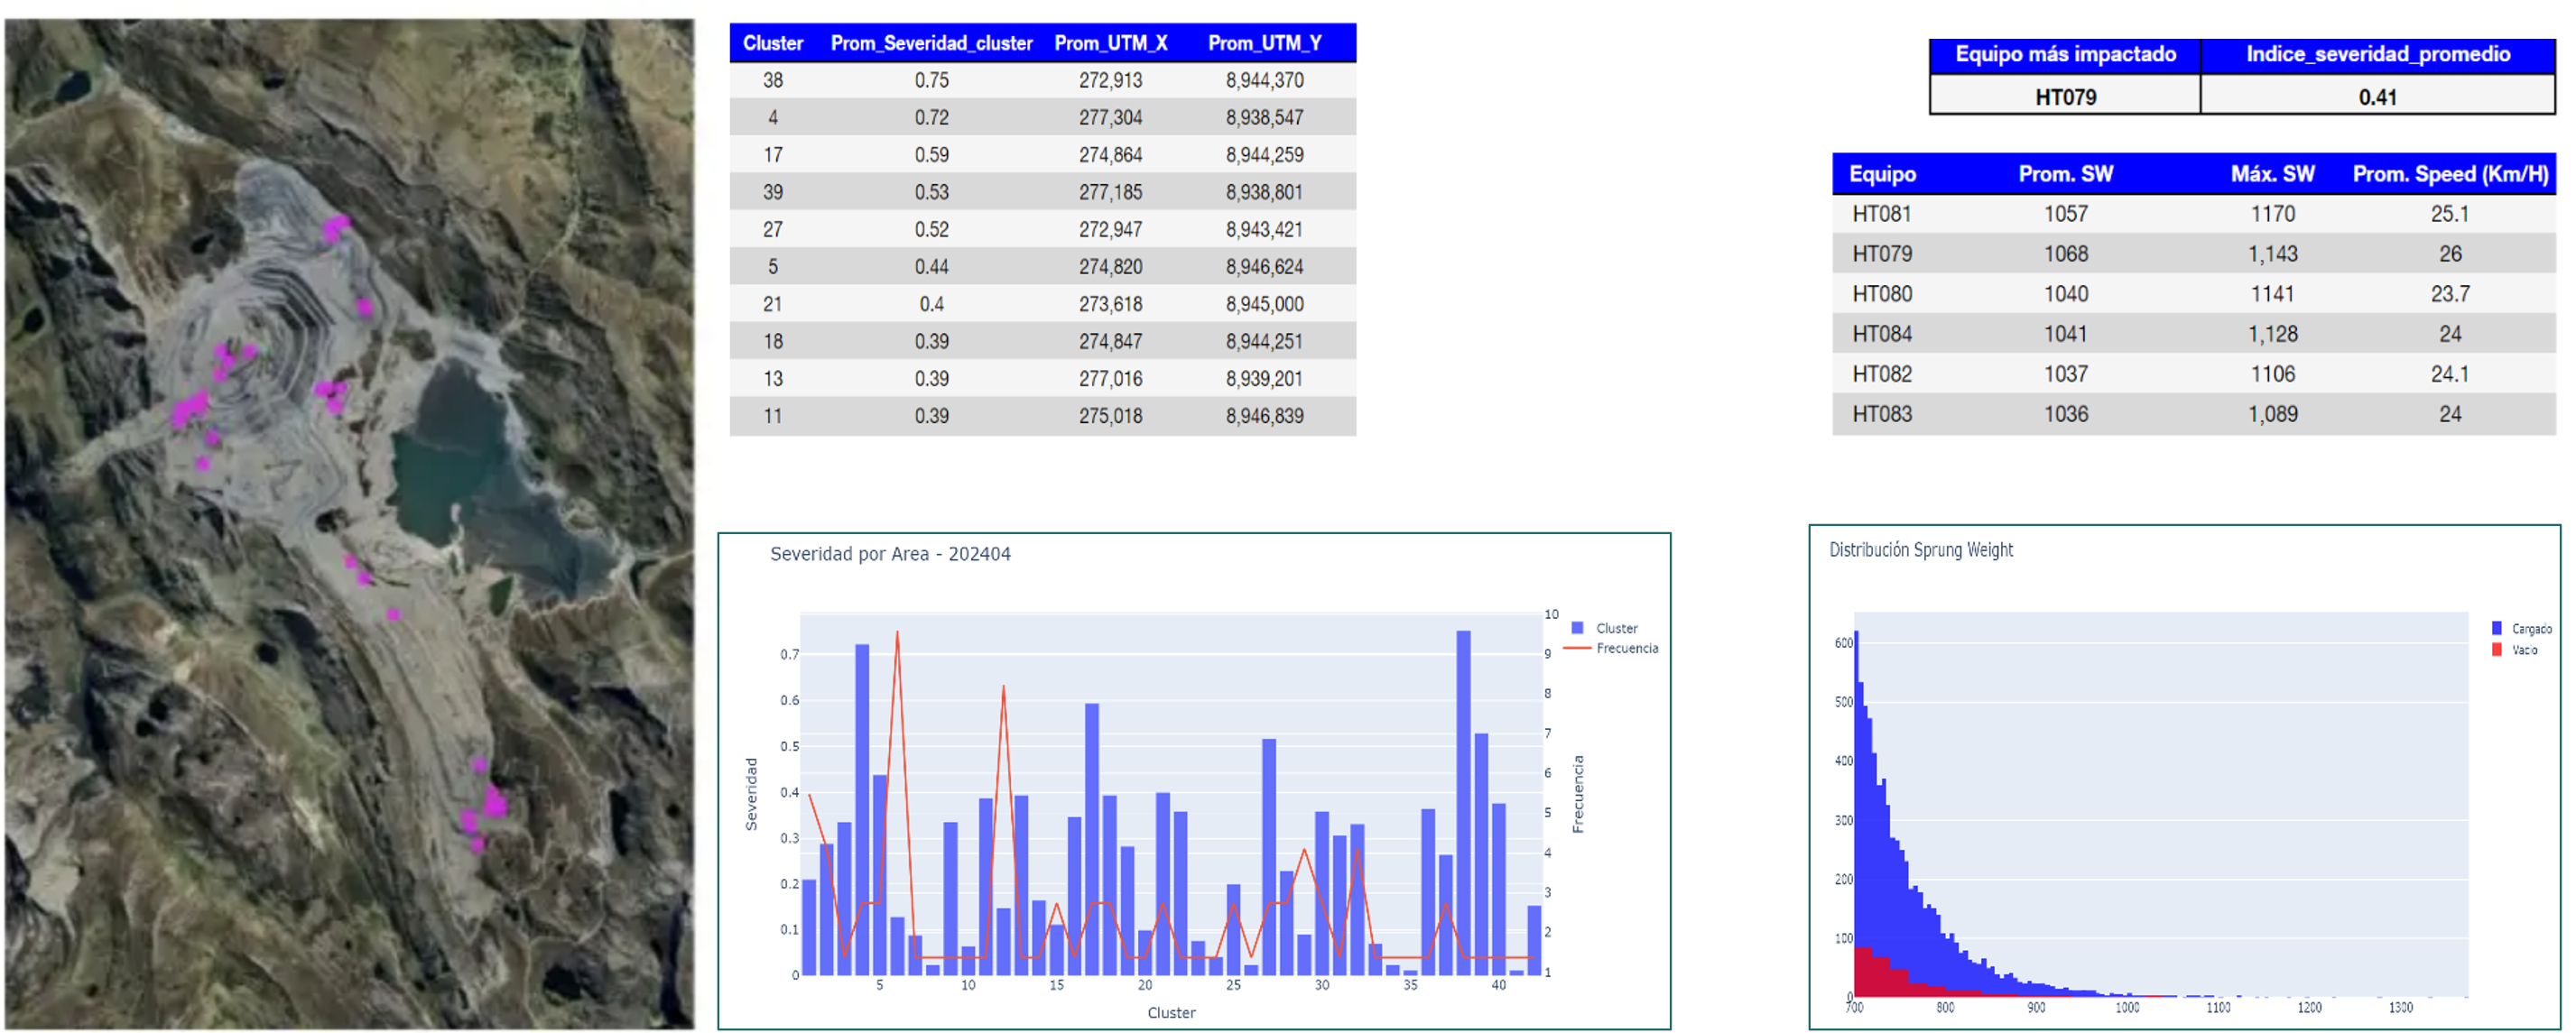 Cluster Prom_Severidad_cluster Prom_UTM_X Prom_UTM_Y
38 0.75 272,913 8,944,370
4 0.72 277,304 8,938,547
17 0.59 274,864 8,944,259
39 0.53 277,185 8,938,801
27 0.52 272,947 8,943,421
5 0.44 274,820 8,946,624
21 0.4 273,618 8,945,000
18 0.39 274,847 8,944,251
13 0.39 277,016 8,939,201
11 0.39 275,018 8,946,839
Equipo más impactado Indice_severidad_promedio
HT079 0.41
Equipo Prom. SW Máx. SW Prom. Speed (Km/H)
HT081 1057 1170 25.1
HT079 1068 1,143 26
HT080 1040 1141 23.7
HT084 1041 1,128 24
HT082 1037 1106 24.1
HT083 1036 1,089 24
Severidad por Area - 202404
Cluster
Frecuencia
0.7
0.6
0.5
0.4
0.3
0.2
0.1
0
Severidad
10
9
8
7
6
5
4
3
2
1
Frecuencia
5 10 15 20 25 30 35 40
Cluster
Distribución Sprung Weight
Cargado
Vacio
600
500
400
300
200
100
0
700 800 900 1000 1100 1200 1300